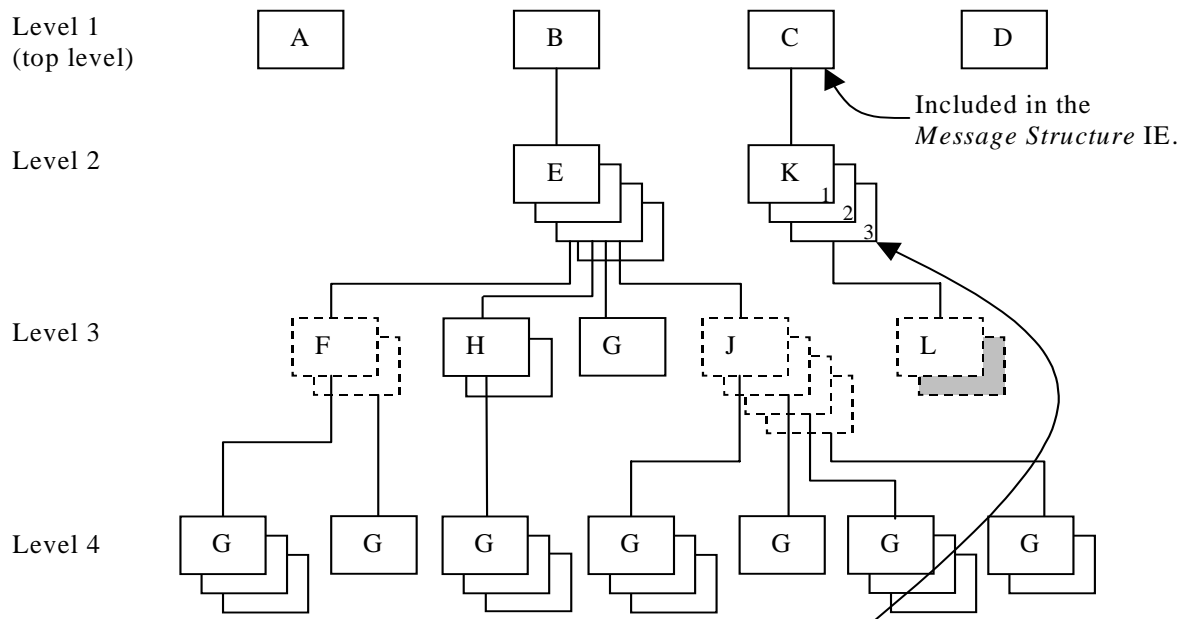 Level 1
(top level)
A
B
C
D
Included in the
Message Structure IE.
Level 2
E
K
1
2
3
Level 3
F
H
G
J
L
Level 4
G
G
G
G
G
G
G